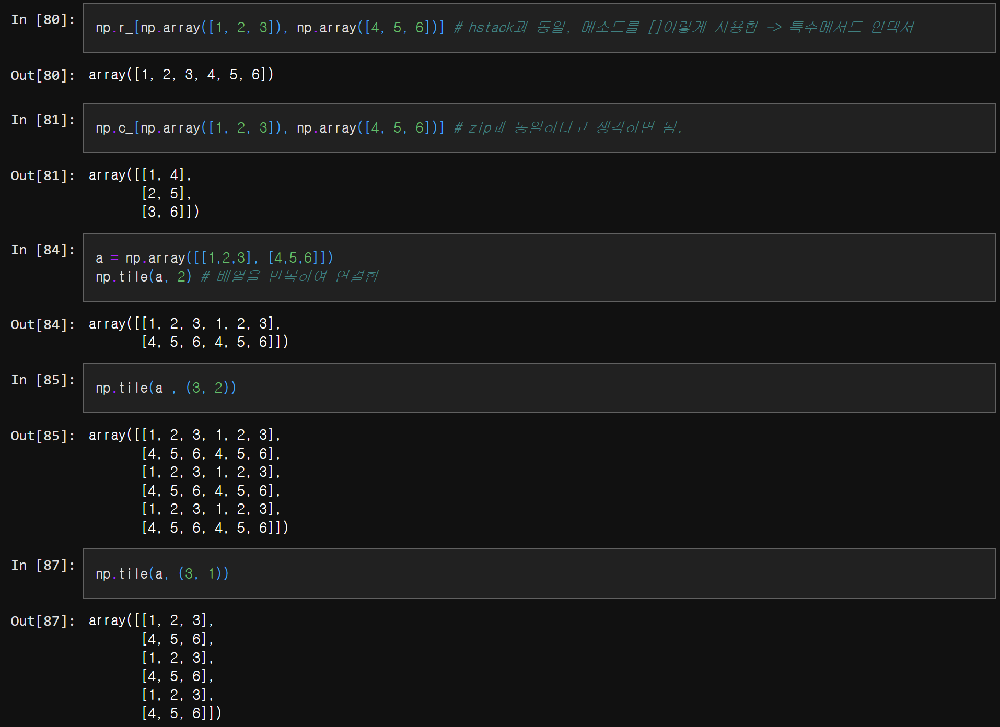 In [80]: np.r_[np.array([1, 2, 3]), np.array([4, 5, 6])] # hstack과 동일, 메소드를 []이렇게 사용함 -> 특수메서드 인덱서
Out[80]: array([1, 2, 3, 4, 5, 6])
In [81]: np.c_[np.array([1, 2, 3]), np.array([4, 5, 6])] # zip과 동일하다고 생각하면 됨.
Out[81]: array([[1, 4],
[2, 5],
[3, 6]])
In [84]: a = np.array([[1,2,3], [4,5,6]])
np.tile(a, 2) # 배열을 반복하여 연결함
Out[84]: array([[1, 2, 3, 1, 2, 3],
[4, 5, 6, 4, 5, 6]])
In [85]: np.tile(a , (3, 2))
Out[85]: array([[1, 2, 3, 1, 2, 3],
[4, 5, 6, 4, 5, 6],
[1, 2, 3, 1, 2, 3],
[4, 5, 6, 4, 5, 6],
[1, 2, 3, 1, 2, 3],
[4, 5, 6, 4, 5, 6]])
In [87]: np.tile(a, (3, 1))
Out[87]: array([[1, 2, 3],
[4, 5, 6],
[1, 2, 3],
[4, 5, 6],
[1, 2, 3],
[4, 5, 6]])